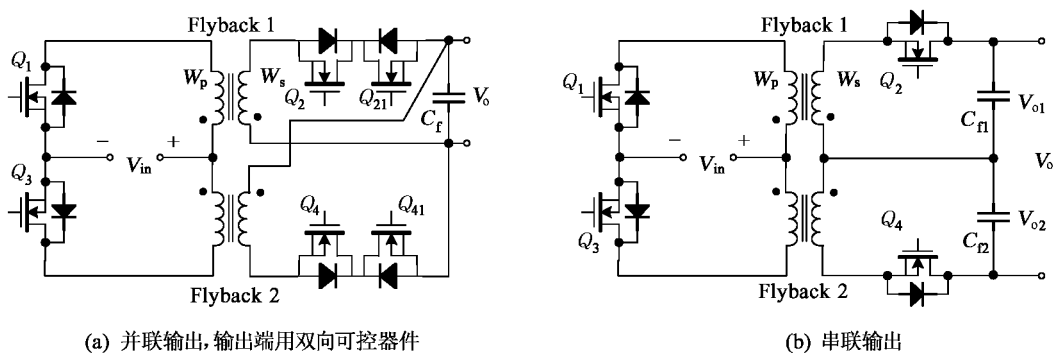 Flyback 1
Q1
Wp
Ws
Q2
Q21
Cf
Vo
− Vin +
Q3
Q4
Q41
Flyback 2
(a) 并联输出,输出端用双向可控器件
Flyback 1
Q1
Wp
Ws
Q2
Cf1
Vo1
− Vin +
Vo
Q3
Q4
Cf2
Vo2
Flyback 2
(b) 串联输出